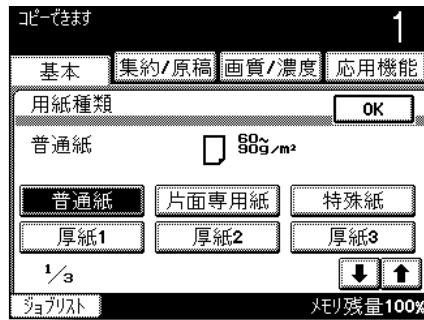 コピーできます 1
基本 集約/原稿 画質/濃度 応用機能
用紙種類 OK
普通紙 60~90g/m²
普通紙 片面専用紙 特殊紙
厚紙1 厚紙2 厚紙3
1/3
ジョブリスト メモリ残量100%